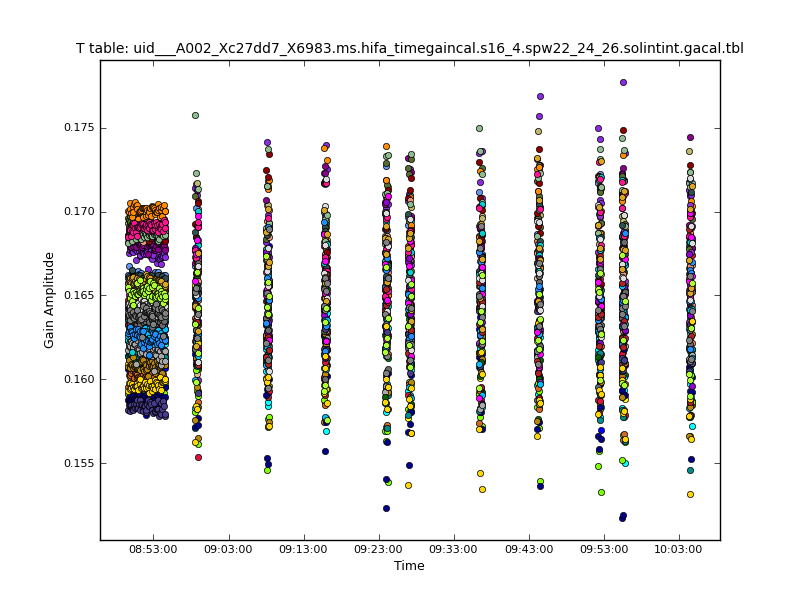 T table: uid___A002_Xc27dd7_X6983.ms.hifa_timegaincal.s16_4.spw22_24_26.solintint.gacal.tbl
Gain Amplitude
0.175
0.170
0.165
0.160
0.155
08:53:00 09:03:00 09:13:00 09:23:00 09:33:00 09:43:00 09:53:00 10:03:00
Time